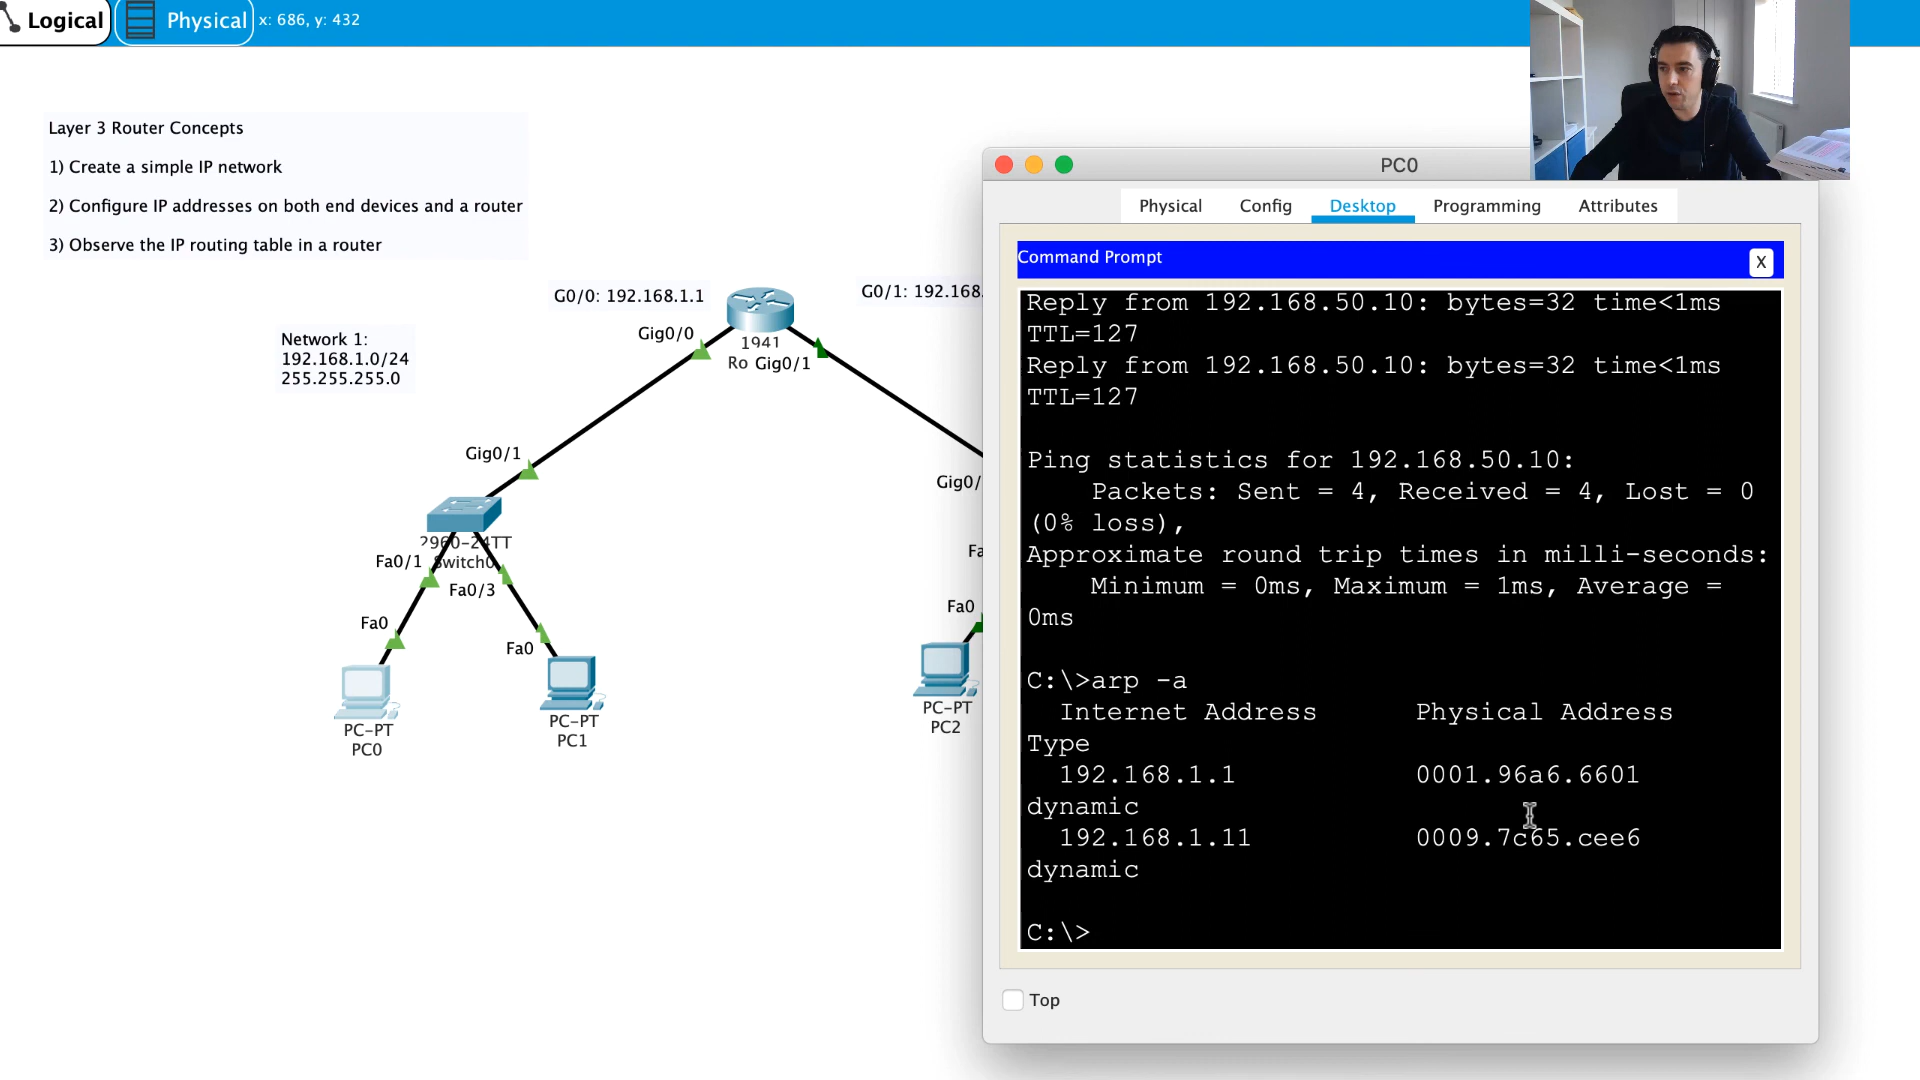 Logical
Physical
x: 686, y: 432
Layer 3 Router Concepts
1) Create a simple IP network
2) Configure IP addresses on both end devices and a router
3) Observe the IP routing table in a router
G0/0: 192.168.1.1
G0/1: 192.168.
Gig0/0
1941
Ro
Gig0/1
Network 1:
192.168.1.0/24
255.255.255.0
Gig0/1
Gig0/
2960-24TT
Switch0
Fa0/1
Fa0/3
Fa
Fa0
Fa0
Fa0
PC-PT
PC0
PC-PT
PC1
PC-PT
PC2
PC0
Physical
Config
Desktop
Programming
Attributes
Command Prompt
X
Reply from 192.168.50.10: bytes=32 time<1ms
TTL=127
Reply from 192.168.50.10: bytes=32 time<1ms
TTL=127
Ping statistics for 192.168.50.10:
Packets: Sent = 4, Received = 4, Lost = 0
(0% loss),
Approximate round trip times in milli-seconds:
Minimum = 0ms, Maximum = 1ms, Average =
0ms
C:\>arp -a
Internet Address Physical Address
Type
192.168.1.1 0001.96a6.6601
dynamic
192.168.1.11 0009.7c65.cee6
dynamic
C:\>
Top